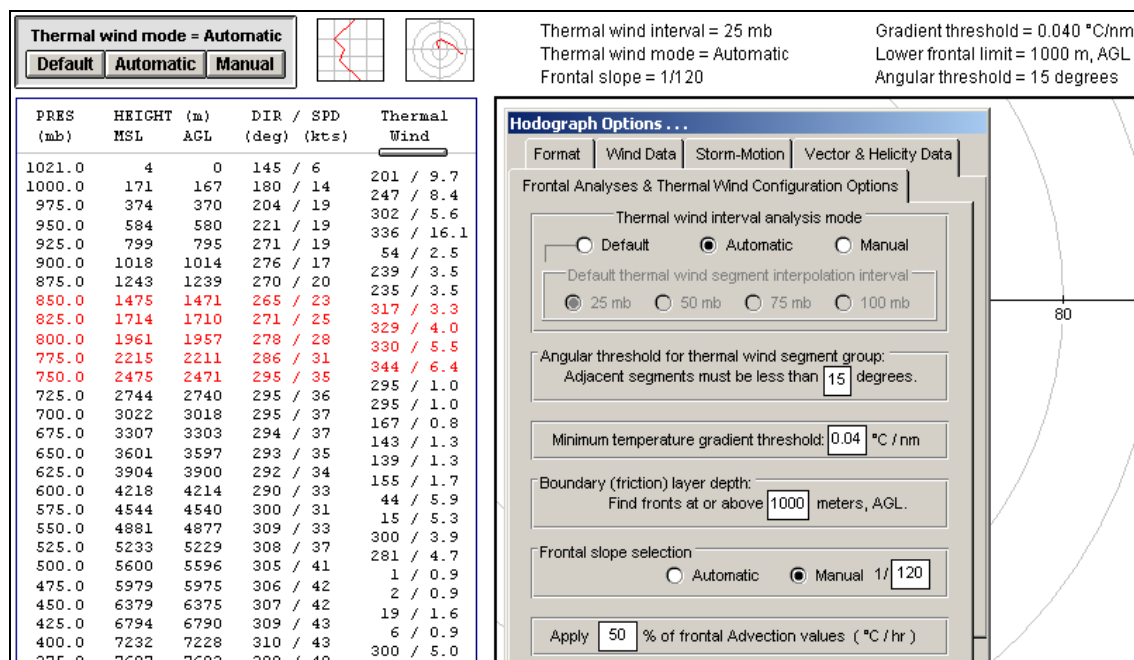 Thermal wind mode = Automatic
Default Automatic Manual
Thermal wind interval = 25 mb
Thermal wind mode = Automatic
Frontal slope = 1/120
Gradient threshold = 0.040 °C/nm
Lower frontal limit = 1000 m, AGL
Angular threshold = 15 degrees
PRES HEIGHT (m) DIR / SPD Thermal
(mb) MSL AGL (deg) (kts) Wind
1021.0 4 0 145 / 6
201 / 9.7
1000.0 171 167 180 / 14
247 / 8.4
975.0 374 370 204 / 19
302 / 5.6
950.0 584 580 221 / 19
336 / 16.1
925.0 799 795 271 / 19
54 / 2.5
900.0 1018 1014 276 / 17
239 / 3.5
875.0 1243 1239 270 / 20
235 / 3.5
850.0 1475 1471 265 / 23
317 / 3.3
825.0 1714 1710 271 / 25
329 / 4.0
800.0 1961 1957 278 / 28
330 / 5.5
775.0 2215 2211 286 / 31
344 / 6.4
750.0 2475 2471 295 / 35
295 / 1.0
725.0 2744 2740 295 / 36
295 / 1.0
700.0 3022 3018 295 / 37
167 / 0.8
675.0 3307 3303 294 / 37
143 / 1.3
650.0 3601 3597 293 / 35
139 / 1.3
625.0 3904 3900 292 / 34
155 / 1.7
600.0 4218 4214 290 / 33
44 / 5.9
575.0 4544 4540 300 / 31
15 / 5.3
550.0 4881 4877 309 / 33
300 / 3.9
525.0 5233 5229 308 / 37
281 / 4.7
500.0 5600 5596 305 / 41
1 / 0.9
475.0 5979 5975 306 / 42
2 / 0.9
450.0 6379 6375 307 / 42
19 / 1.6
425.0 6794 6790 309 / 43
6 / 0.9
400.0 7232 7228 310 / 43
300 / 5.0
Hodograph Options . . .
Format Wind Data Storm-Motion Vector & Helicity Data
Frontal Analyses & Thermal Wind Configuration Options
Thermal wind interval analysis mode
Default Automatic Manual
Default thermal wind segment interpolation interval
25 mb 50 mb 75 mb 100 mb
Angular threshold for thermal wind segment group:
Adjacent segments must be less than 15 degrees.
Minimum temperature gradient threshold: 0.04 °C / nm
Boundary (friction) layer depth:
Find fronts at or above 1000 meters, AGL.
Frontal slope selection
Automatic Manual 1/ 120
Apply 50 % of frontal Advection values ( °C / hr )
80